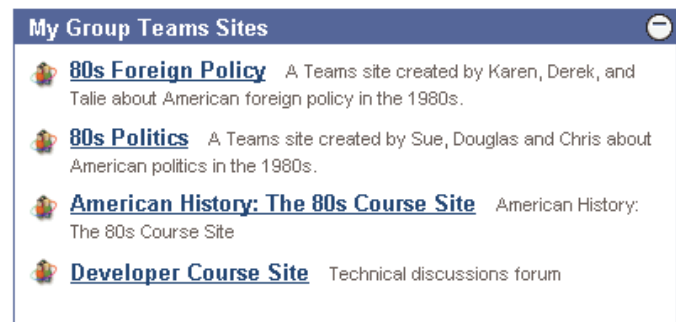 My Group Teams Sites
80s Foreign Policy A Teams site created by Karen, Derek, and
Talie about American foreign policy in the 1980s.
80s Politics A Teams site created by Sue, Douglas and Chris about
American politics in the 1980s.
American History: The 80s Course Site American History:
The 80s Course Site
Developer Course Site Technical discussions forum